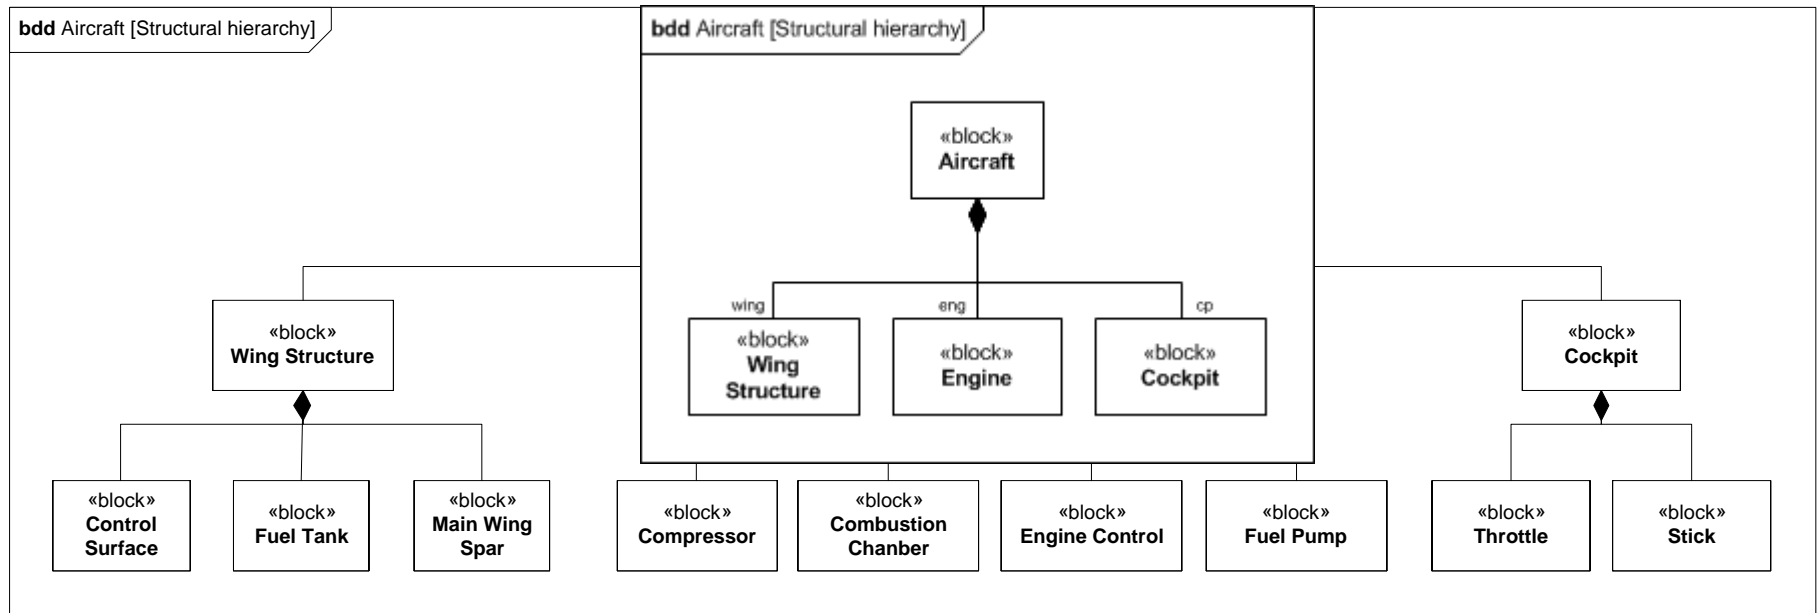 bdd Aircraft [Structural hierarchy]
bdd Aircraft [Structural hierarchy]
«block»
Aircraft
wing
eng
cp
«block»
Wing Structure
«block»
Wing
Structure
«block»
Engine
«block»
Cockpit
«block»
Cockpit
«block»
Control
Surface
«block»
Fuel Tank
«block»
Main Wing
Spar
«block»
Compressor
«block»
Combustion
Chanber
«block»
Engine Control
«block»
Fuel Pump
«block»
Throttle
«block»
Stick